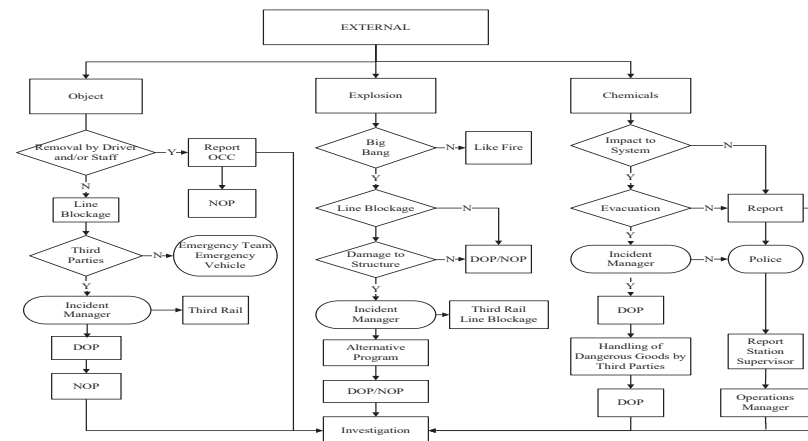 EXTERNAL
Object
Explosion
Chemicals
Removal by Driver
and/or Staff
Y
Report
OCC
Big
Bang
N
Like Fire
Impact to
System
N
N
Y
Y
Line
Blockage
NOP
Line Blockage
N
Evacuation
N
Report
Y
Y
Third
Parties
N
Emergency Team
Emergency
Vehicle
Damage to
Structure
N
DOP/NOP
Incident
Manager
N
Police
Y
Y
Y
Incident
Manager
Third Rail
Incident
Manager
Third Rail
Line Blockage
DOP
DOP
Alternative
Program
Handling of
Dangerous Goods by
Third Parties
Report
Station
Supervisor
NOP
DOP/NOP
DOP
Operations
Manager
Investigation